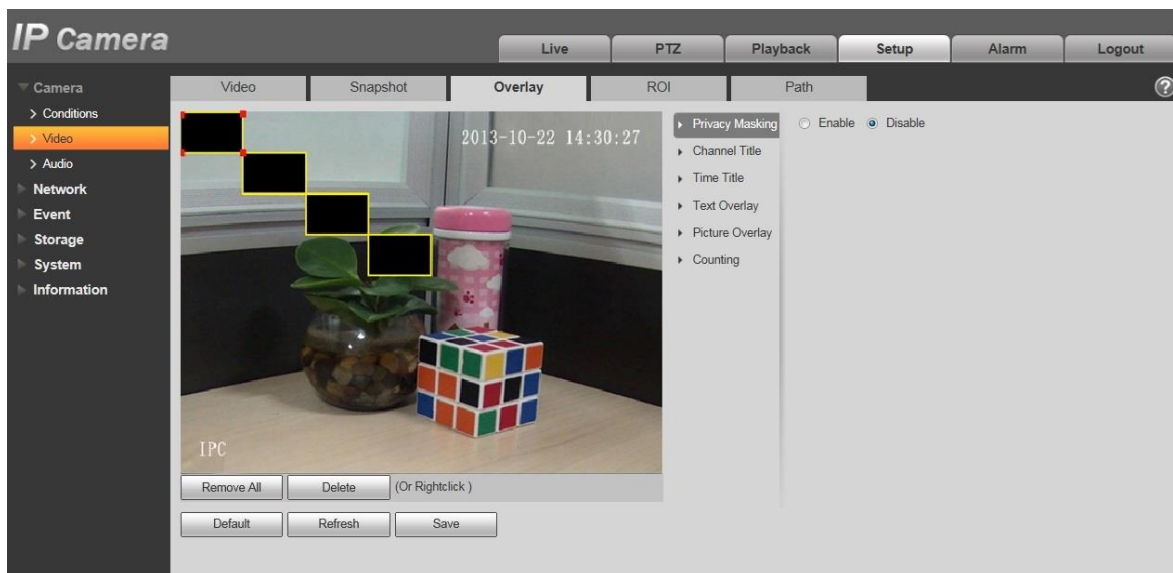 IP Camera
Live PTZ Playback Setup Alarm Logout
Camera
Conditions
Video
Audio
Network
Event
Storage
System
Information
Video Snapshot Overlay ROI Path
?
2013-10-22 14:30:27
IPC
Privacy Masking
Channel Title
Time Title
Text Overlay
Picture Overlay
Counting
Enable Disable
Remove All Delete (Or Rightclick )
Default Refresh Save